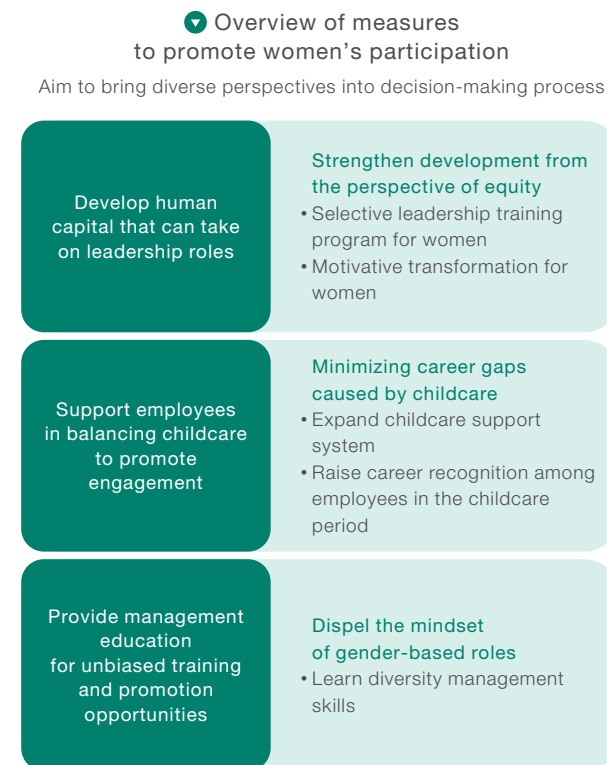 Overview of measures
to promote women’s participation
Aim to bring diverse perspectives into decision-making process
Develop human
capital that can take
on leadership roles
Strengthen development from
the perspective of equity
• Selective leadership training
program for women
• Motivative transformation for
women
Support employees
in balancing childcare
to promote
engagement
Minimizing career gaps
caused by childcare
• Expand childcare support
system
• Raise career recognition among
employees in the childcare
period
Provide management
education
for unbiased training
and promotion
opportunities
Dispel the mindset
of gender-based roles
• Learn diversity management
skills